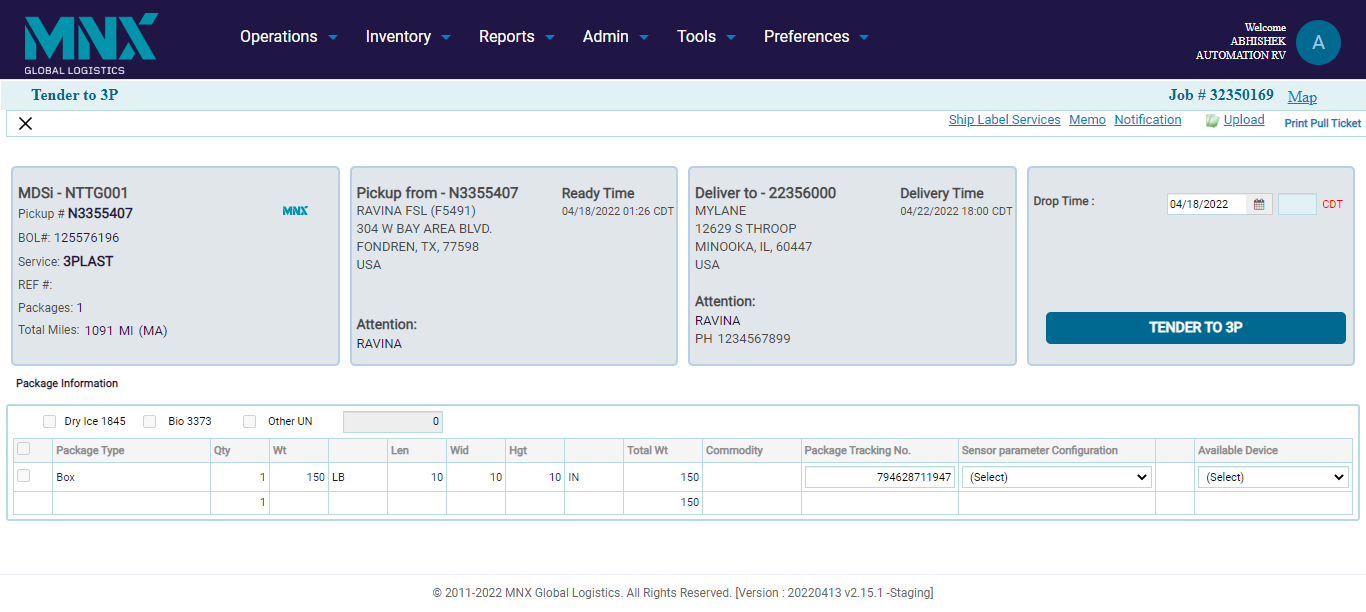 MNX
GLOBAL LOGISTICS
Operations Inventory Reports Admin Tools Preferences
Welcome
ABHISHEK
AUTOMATION RV
A
Tender to 3P
Job # 32350169 Map
Ship Label Services Memo Notification Upload Print Pull Ticket
MDSi - NTTG001
Pickup # N3355407
MNX
BOL#: 125576196
Service: 3PLAST
REF #:
Packages: 1
Total Miles: 1091 MI (MA)
Pickup from - N3355407
RAVINA FSL (F5491)
304 W BAY AREA BLVD.
FONDREN, TX, 77598
USA
Ready Time
04/18/2022 01:26 CDT
Attention:
RAVINA
Deliver to - 22356000
MYLANE
12629 S THROOP
MINOOKA, IL, 60447
USA
Delivery Time
04/22/2022 18:00 CDT
Attention:
RAVINA
PH 1234567899
Drop Time : 04/18/2022 CDT
TENDER TO 3P
Package Information
Dry Ice 1845 Bio 3373 Other UN 0
Package Type Qty Wt Len Wid Hgt Total Wt Commodity Package Tracking No. Sensor parameter Configuration Available Device
Box 1 150 LB 10 10 10 IN 150 794628711947 (Select) (Select)
1 150
© 2011-2022 MNX Global Logistics. All Rights Reserved. [Version : 20220413 v2.15.1 -Staging]